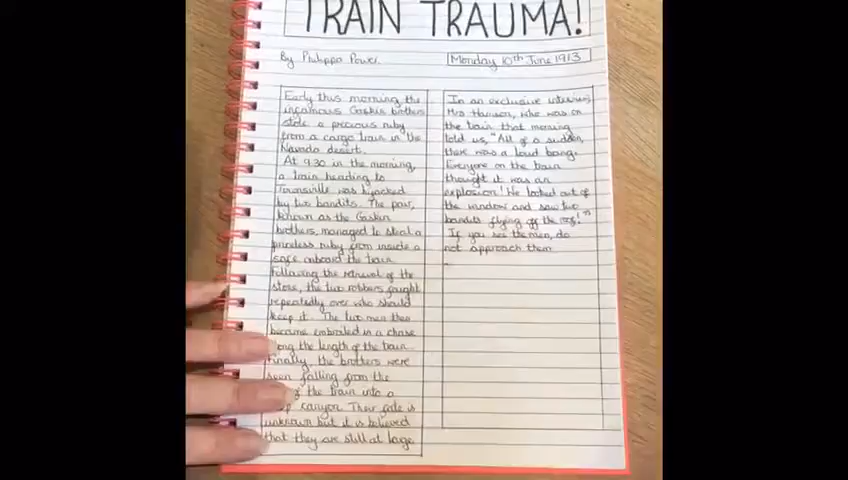 TRAIN TRAUMA!
By Philippa Power.
Monday 10th June 1913
Early this morning the
infamous Gaskin brothers
stole a precious ruby
from a cargo train in the
Navado desert.
At 9.30 in the morning,
a train heading to
Townsville was hijacked
by two bandits. The pair,
known as the Gaskin
brothers, managed to steal a
priceless ruby from inside a
safe onboard the train.
Following the retrieval of the
stone, the two robbers fought
repeatedly over who should
keep it. The two men then
became embroiled in a chase
along the length of the train.
Finally, the brothers were
seen falling from the
of the train into a
canyon. Their fate is
unknown but it is believed
that they are still at large
In an exclusive interview,
Mrs Harrison, who was on
the train that morning
told us, "All of a sudden,
there was a loud bang.
Everyone on the train
thought it was an
explosion! He looked out of
the window and saw two
bandits flying off the roof!"
If you see the men, do
not approach them